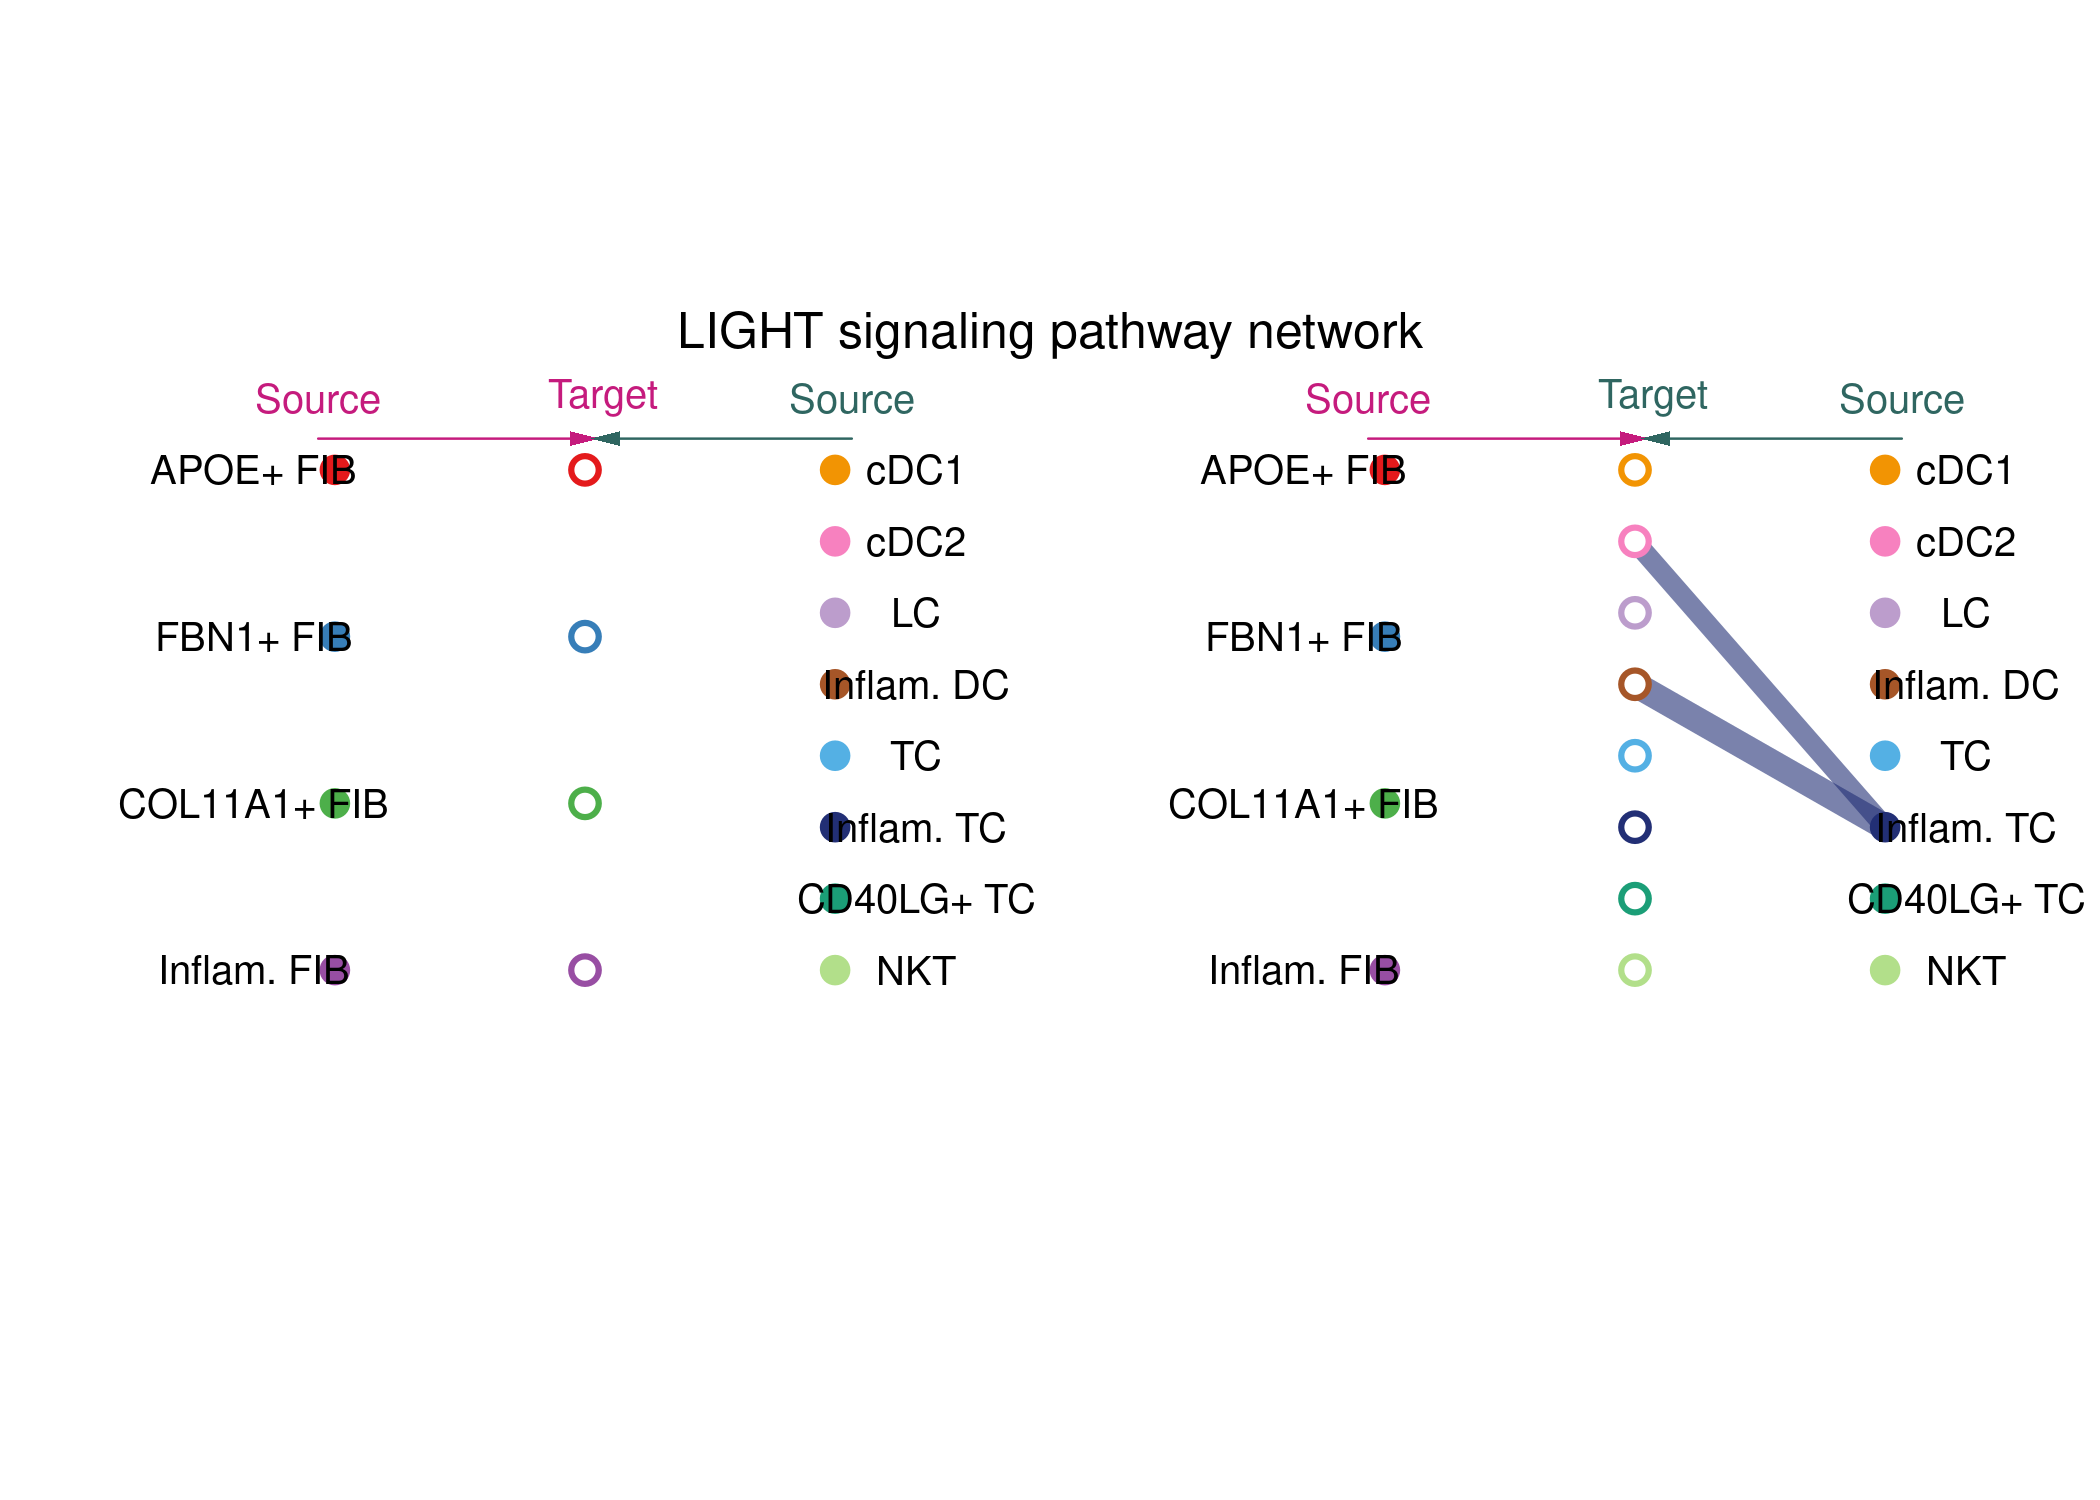 LIGHT signaling pathway network
Source Target Source Source Target Source
APOE+ FIB cDC1 APOE+ FIB cDC1
cDC2 cDC2
LC LC
FBN1+ FIB FBN1+ FIB
Inflam. DC Inflam. DC
TC TC
COL11A1+ FIB COL11A1+ FIB
Inflam. TC Inflam. TC
CD40LG+ TC CD40LG+ TC
Inflam. FIB NKT Inflam. FIB NKT